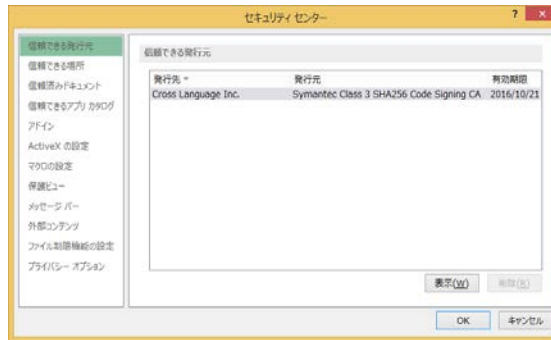 セキュリティ センター
? ×
信頼できる発行元
信頼できる場所
信頼済みドキュメント
信頼できるアプリ カタログ
アドイン
ActiveX の設定
マクロの設定
保護ビュー
メッセージ バー
外部コンテンツ
ファイル制限機能の設定
プライバシー オプション
信頼できる発行元
発行先 発行元 有効期限
Cross Language Inc. Symantec Class 3 SHA256 Code Signing CA 2016/10/21
表示(W) 削除(R)
OK キャンセル